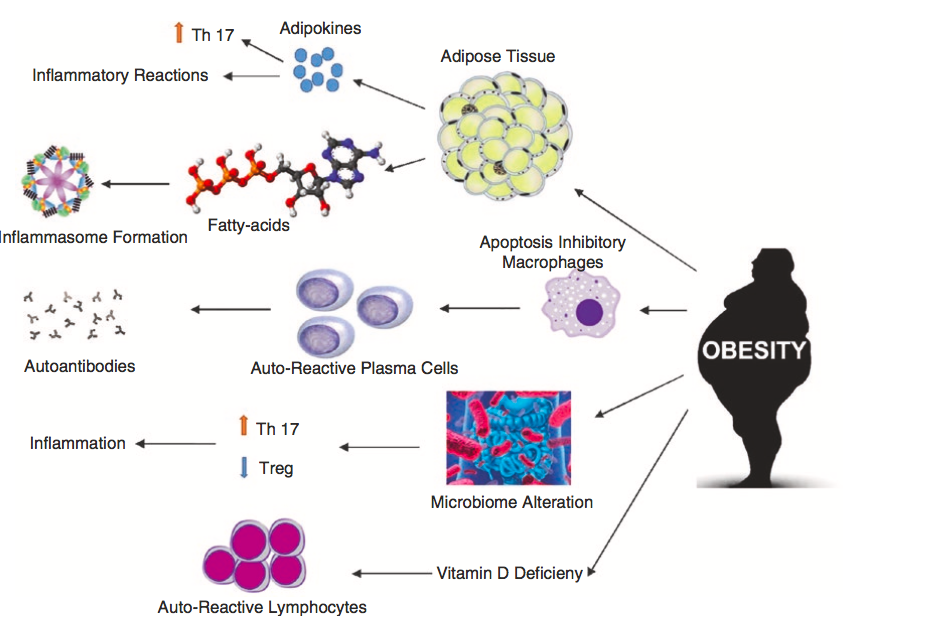 Adipokines
Th 17
Inflammatory Reactions
Adipose Tissue
Fatty-acids
Inflammasome Formation
Apoptosis Inhibitory
Macrophages
OBESITY
Auto-Reactive Plasma Cells
Autoantibodies
Th 17
Inflammation
Treg
Microbiome Alteration
Vitamin D Deficieny
Auto-Reactive Lymphocytes